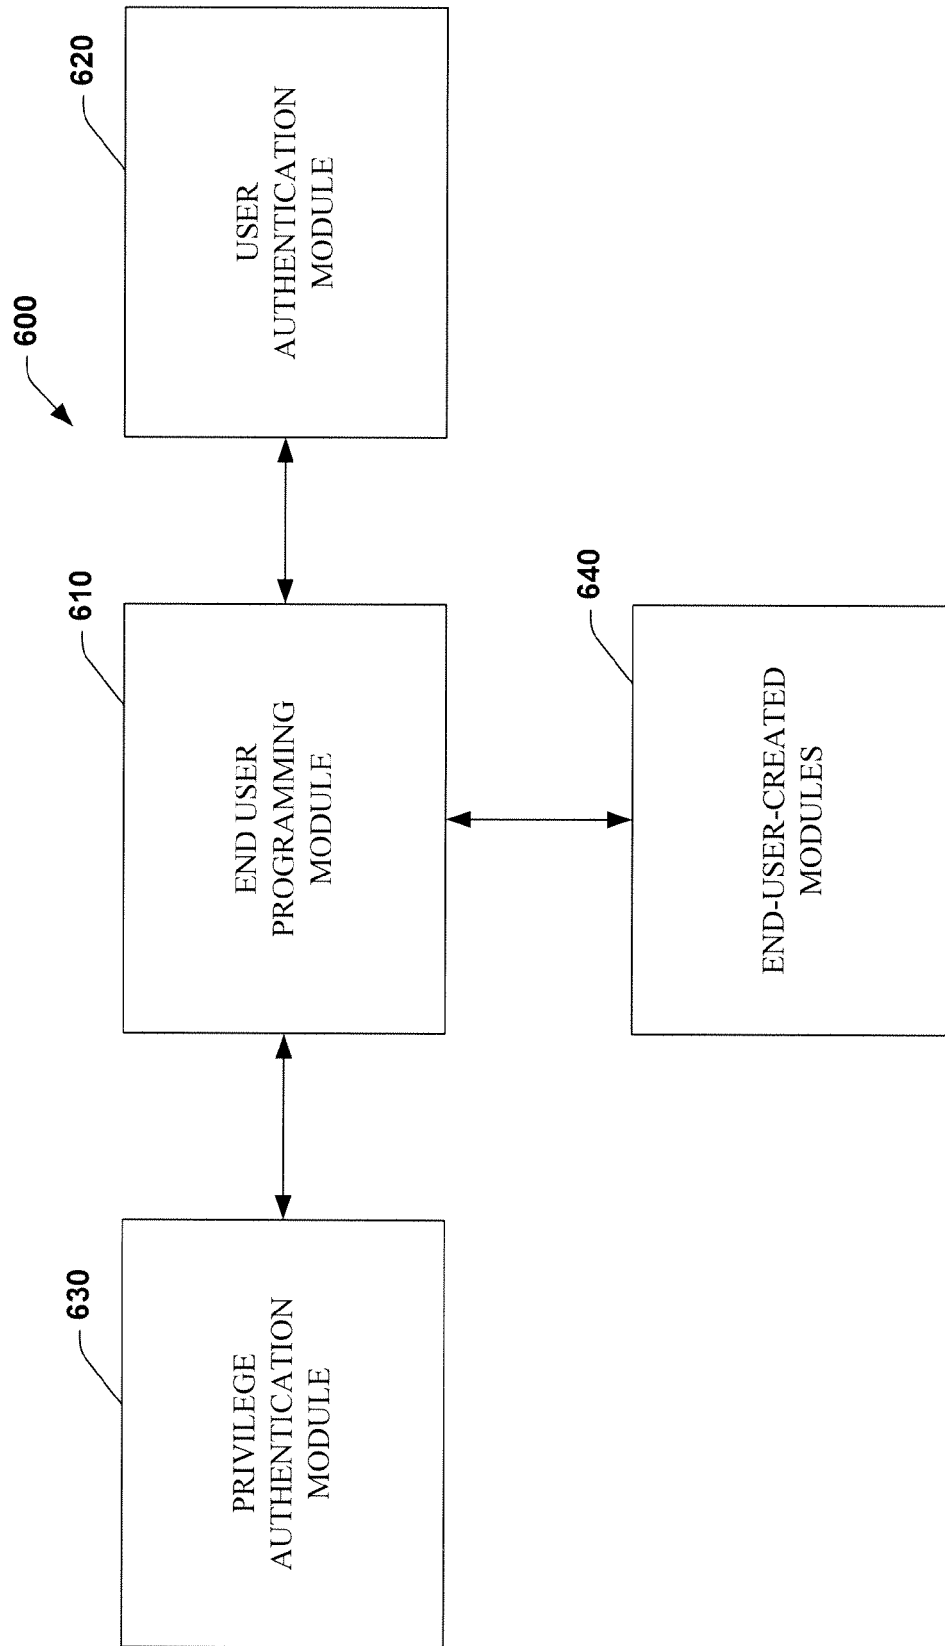 600
630
PRIVILEGE
AUTHENTICATION
MODULE
610
END USER
PROGRAMMING
MODULE
620
USER
AUTHENTICATION
MODULE
640
END-USER-CREATED
MODULES